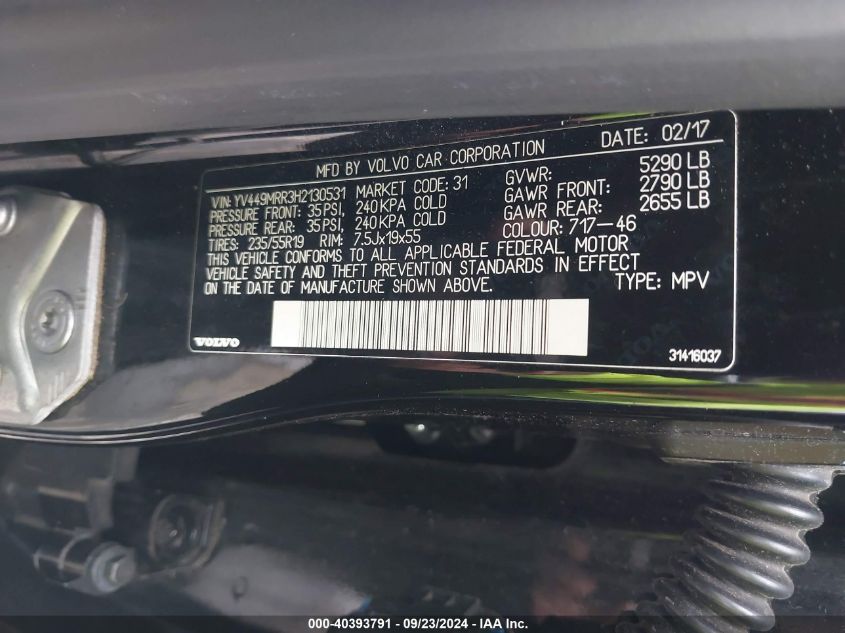 MFD BY VOLVO CAR CORPORATION DATE: 02/17
VIN: YV449MRR3H2130531 MARKET CODE: 31 GVWR: 5290 LB
PRESSURE FRONT: 35PSI, 240KPA COLD GAWR FRONT: 2790 LB
PRESSURE REAR: 35PSI, 240KPA COLD GAWR REAR: 2655 LB
TIRES: 235/55R19 RIM: 7.5Jx19x55 COLOUR: 717-46
THIS VEHICLE CONFORMS TO ALL APPLICABLE FEDERAL MOTOR
VEHICLE SAFETY AND THEFT PREVENTION STANDARDS IN EFFECT
ON THE DATE OF MANUFACTURE SHOWN ABOVE. TYPE: MPV
VOLVO 31416037
000-40393791 - 09/23/2024 - IAA Inc.